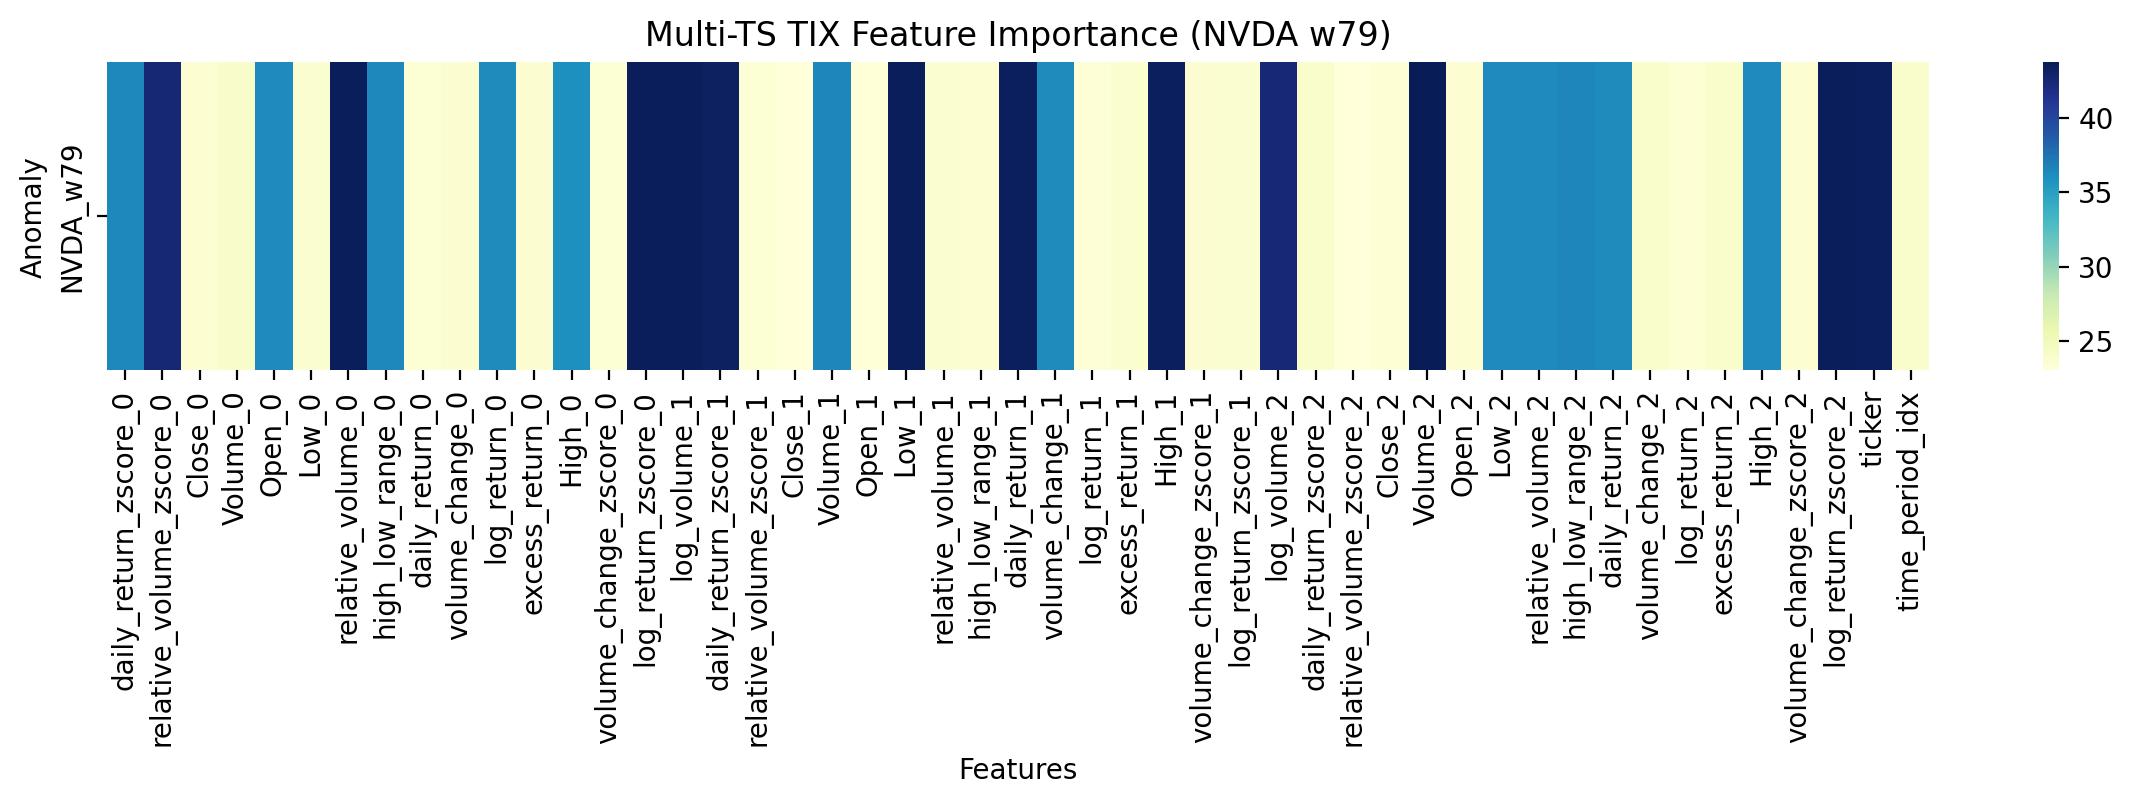 Multi-TS TIX Feature Importance (NVDA w79)
Anomaly
NVDA_w79
daily_return_zscore_0
relative_volume_zscore_0
Close_0
Volume_0
Open_0
Low_0
relative_volume_0
high_low_range_0
daily_return_0
volume_change_0
log_return_0
excess_return_0
High_0
volume_change_zscore_0
log_return_zscore_0
log_volume_1
daily_return_zscore_1
relative_volume_zscore_1
Close_1
Volume_1
Open_1
Low_1
relative_volume_1
high_low_range_1
daily_return_1
volume_change_1
log_return_1
excess_return_1
High_1
volume_change_zscore_1
log_return_zscore_1
log_volume_2
daily_return_zscore_2
relative_volume_zscore_2
Close_2
Volume_2
Open_2
Low_2
relative_volume_2
high_low_range_2
daily_return_2
volume_change_2
log_return_2
excess_return_2
High_2
volume_change_zscore_2
log_return_zscore_2
ticker
time_period_idx
Features
40
35
30
25